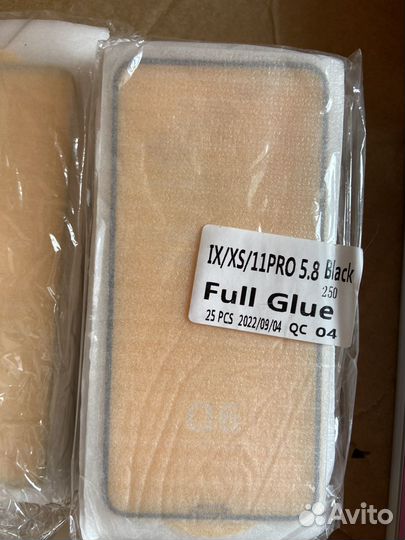 IX/XS/11PRO 5.8 Black
250
Full Glue
25 PCS 2022/09/04 QC 04
Avito